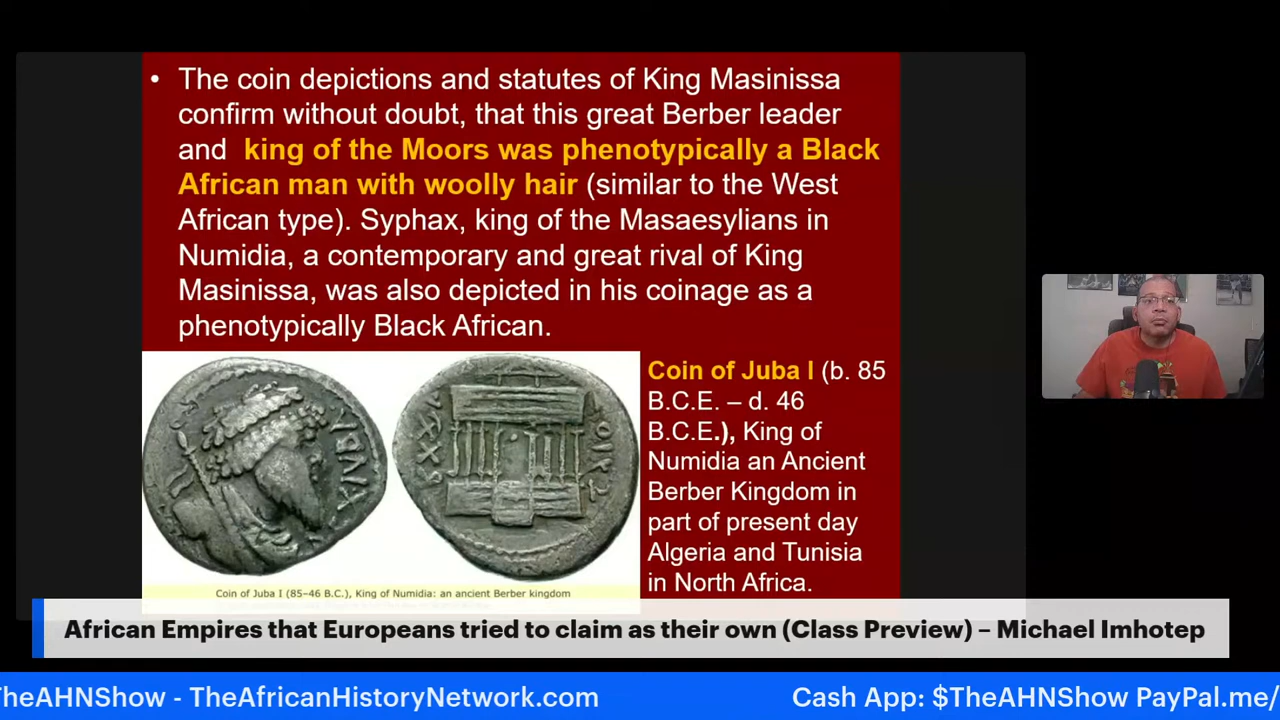 • The coin depictions and statutes of King Masinissa
confirm without doubt, that this great Berber leader
and king of the Moors was phenotypically a Black
African man with woolly hair (similar to the West
African type). Syphax, king of the Masaesylians in
Numidia, a contemporary and great rival of King
Masinissa, was also depicted in his coinage as a
phenotypically Black African.
Coin of Juba I (b. 85
B.C.E. – d. 46
B.C.E.), King of
Numidia an Ancient
Berber Kingdom in
part of present day
Algeria and Tunisia
in North Africa.
Coin of Juba I (85–46 B.C.), King of Numidia: an ancient Berber kingdom
African Empires that Europeans tried to claim as their own (Class Preview) – Michael Imhotep
TheAHNShow - TheAfricanHistoryNetwork.com
Cash App: $TheAHNShow PayPal.me/